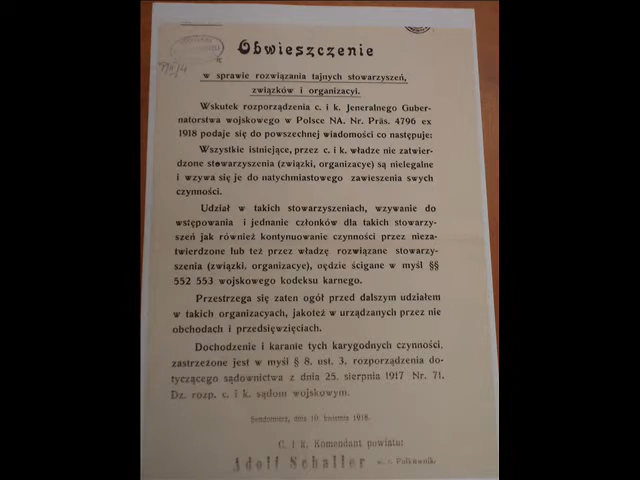 Obwieszczenie
w sprawie rozwiązania tajnych stowarzyszeń,
związków i organizacyi.
Wskutek rozporządzenia c. i k. Jeneralnego Guber-
natorstwa wojskowego w Polsce NA. Nr. Präs. 4796 ex
1918 podaje się do powszechnej wiadomości co następuje:
Wszystkie istniejące, przez c. i k. władze nie zatwier-
dzone stowarzyszenia (związki, organizacye) są nielegalne
i wzywa się je do natychmiastowego zawieszenia swych
czynności.
Udział w takich stowarzyszeniach, wzywanie do
wstępowania i jednanie członków dla takich stowarzy-
szeń jak również kontynuowanie czynności przez nieza-
twierdzone lub też przez władzę rozwiązane stowarzy-
szenia (związki, organizacye), oędzie ścigane w myśl §§
552 553 wojskowego kodeksu karnego.
Przestrzega się zaten ogół przed dalszym udziałem
w takich organizacyach, jakoteż w urządzanych przez nie
obchodach i przedsięwzięciach.
Dochodzenie i karanie tych karygodnych czynności,
zastrzeżone jest w myśl § 8. ust. 3. rozporządzenia do-
tyczącego sądownictwa z dnia 25. sierpnia 1917 Nr. 71.
Dz. rozp. c. i k. sądom wojskowym.
Sandomierz, dnia 19. kwietnia 1918.
C. i k. Komendant powiatu:
Adolf Schaller w. r. Pułkownik.